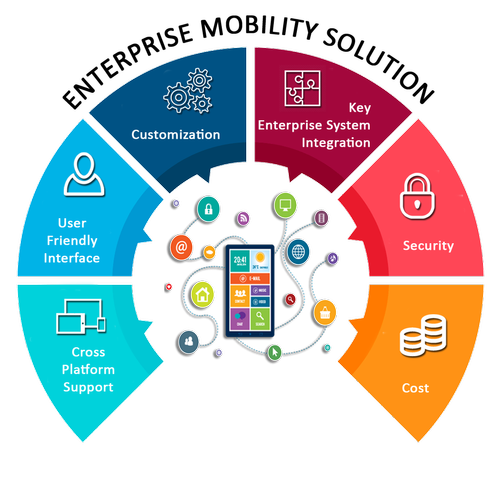 ENTERPRISE MOBILITY SOLUTION
Customization
Key
Enterprise System
Integration
User
Friendly
Interface
Security
Cross
Platform
Support
Cost
20:41
@
E-MAIL